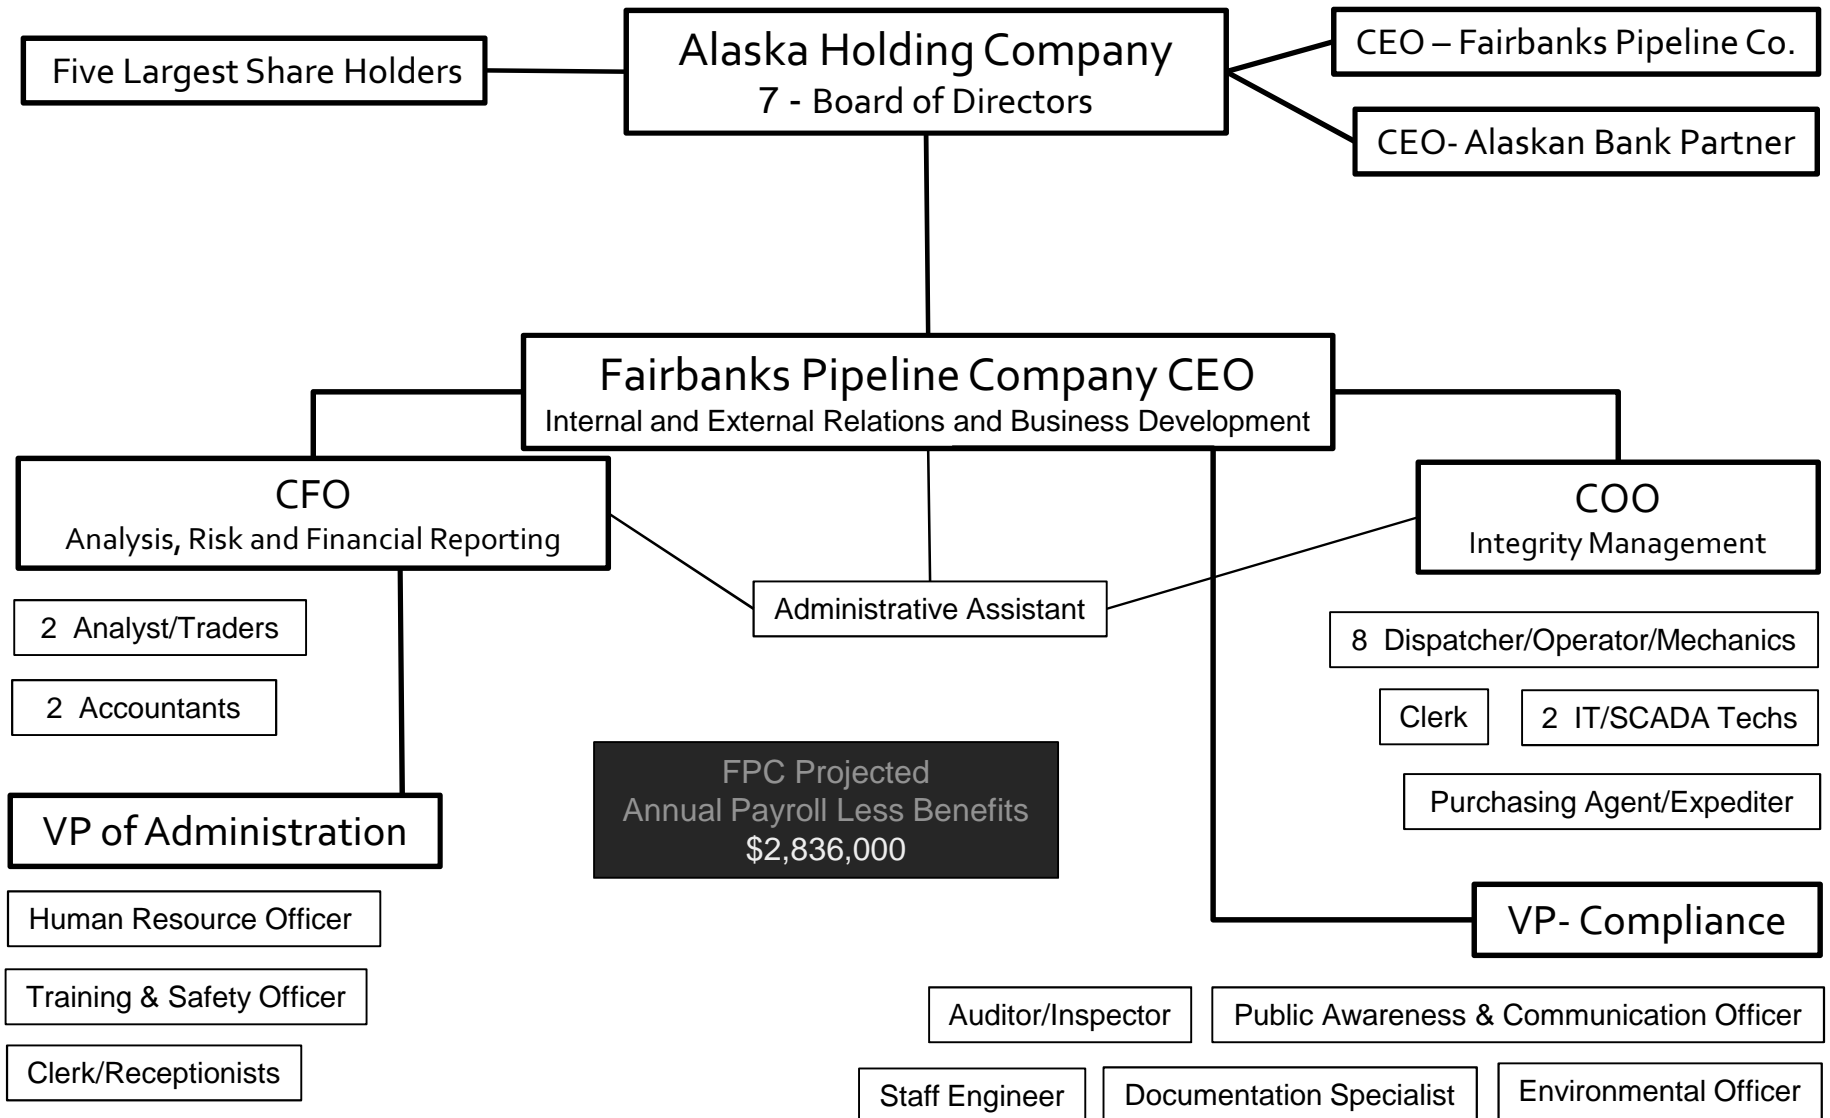 Five Largest Share Holders
Alaska Holding Company
7 - Board of Directors
CEO – Fairbanks Pipeline Co.
CEO- Alaskan Bank Partner
Fairbanks Pipeline Company CEO
Internal and External Relations and Business Development
CFO
Analysis, Risk and Financial Reporting
COO
Integrity Management
Administrative Assistant
2 Analyst/Traders
2 Accountants
8 Dispatcher/Operator/Mechanics
Clerk
2 IT/SCADA Techs
Purchasing Agent/Expediter
FPC Projected
Annual Payroll Less Benefits
$2,836,000
VP of Administration
Human Resource Officer
Training & Safety Officer
Clerk/Receptionists
VP- Compliance
Auditor/Inspector
Public Awareness & Communication Officer
Staff Engineer
Documentation Specialist
Environmental Officer